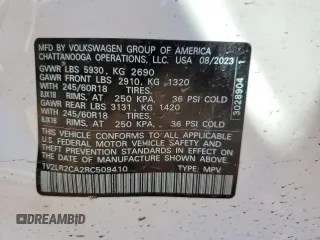 MFD. BY VOLKSWAGEN GROUP OF AMERICA
CHATTANOOGA OPERATIONS, LLC. USA 08/2023
GVWR LBS 5930, KG 2690
GAWR FRONT LBS 2910, KG 1320
WITH 245/60R18 TIRES,
8JX18 RIMS, AT 250 KPA, 36 PSI COLD
GAWR REAR LBS 3131, KG 1420
WITH 245/60R18 TIRES,
8JX18 RIMS, AT 250 KPA, 36 PSI COLD
THIS VEHICLE CONFORMS TO ALL APPLICABLE
U.S. FEDERAL MOTOR VEHICLE SAFETY AND
THEFT PREVENTION STANDARDS IN EFFECT ON
THE DATE OF MANUFACTURE SHOWN ABOVE.
1V2LR2CA2RC509410 TYPE: MPV
3028904 1